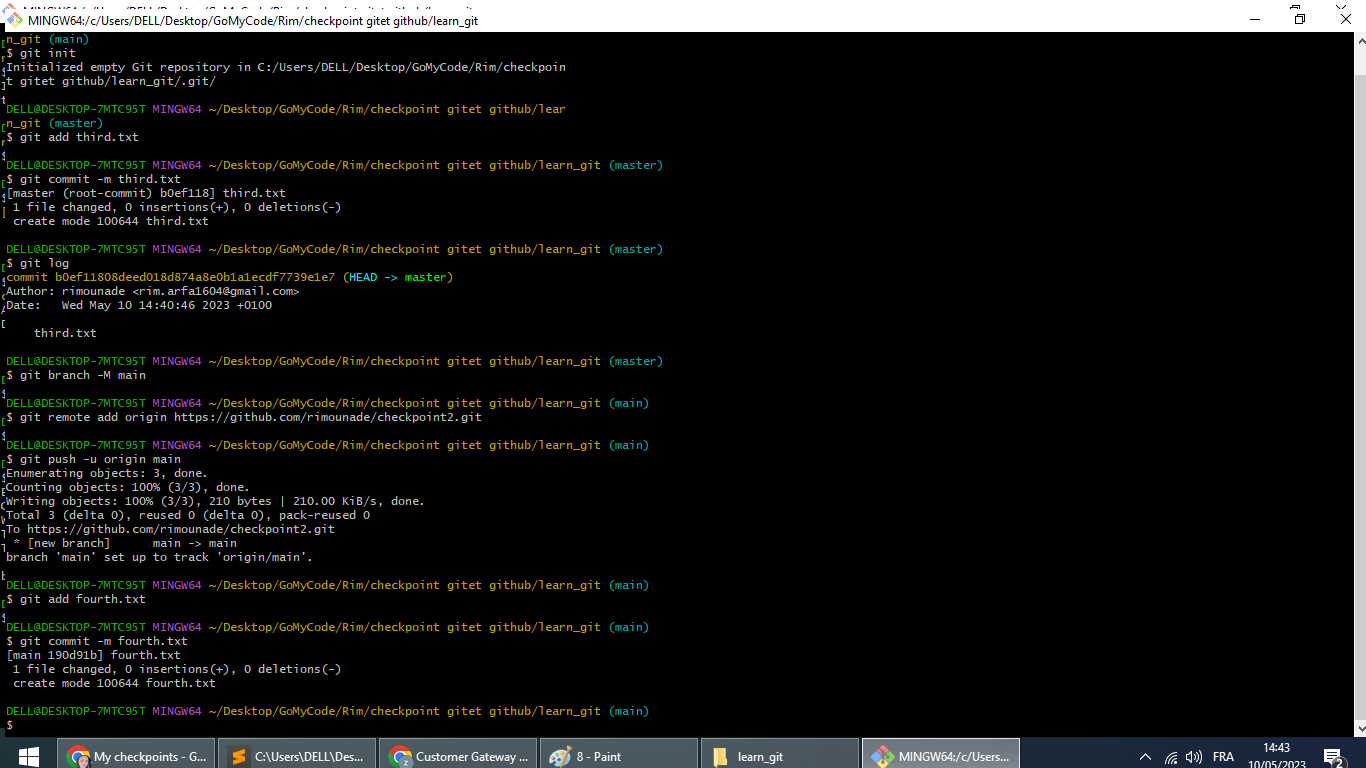 MINGW64:/c/Users/DELL/Desktop/GoMyCode/Rim/checkpoint gitet github/learn_git
n_git (main)
$ git init
Initialized empty Git repository in C:/Users/DELL/Desktop/GoMyCode/Rim/checkpoin
t gitet github/learn_git/.git/
DELL@DESKTOP-7MTC95T MINGW64 ~/Desktop/GoMyCode/Rim/checkpoint gitet github/lear
n_git (master)
$ git add third.txt
DELL@DESKTOP-7MTC95T MINGW64 ~/Desktop/GoMyCode/Rim/checkpoint gitet github/learn_git (master)
$ git commit -m third.txt
[master (root-commit) b0ef118] third.txt
1 file changed, 0 insertions(+), 0 deletions(-)
create mode 100644 third.txt
DELL@DESKTOP-7MTC95T MINGW64 ~/Desktop/GoMyCode/Rim/checkpoint gitet github/learn_git (master)
$ git log
commit b0ef11808deed018d874a8e0b1a1ecdf7739e1e7 (HEAD -> master)
Author: rimounade <rim.arfa1604@gmail.com>
Date:   Wed May 10 14:40:46 2023 +0100
third.txt
DELL@DESKTOP-7MTC95T MINGW64 ~/Desktop/GoMyCode/Rim/checkpoint gitet github/learn_git (master)
$ git branch -M main
DELL@DESKTOP-7MTC95T MINGW64 ~/Desktop/GoMyCode/Rim/checkpoint gitet github/learn_git (main)
$ git remote add origin https://github.com/rimounade/checkpoint2.git
DELL@DESKTOP-7MTC95T MINGW64 ~/Desktop/GoMyCode/Rim/checkpoint gitet github/learn_git (main)
$ git push -u origin main
Enumerating objects: 3, done.
Counting objects: 100% (3/3), done.
Writing objects: 100% (3/3), 210 bytes | 210.00 KiB/s, done.
Total 3 (delta 0), reused 0 (delta 0), pack-reused 0
To https://github.com/rimounade/checkpoint2.git
* [new branch]      main -> main
branch 'main' set up to track 'origin/main'.
DELL@DESKTOP-7MTC95T MINGW64 ~/Desktop/GoMyCode/Rim/checkpoint gitet github/learn_git (main)
$ git add fourth.txt
DELL@DESKTOP-7MTC95T MINGW64 ~/Desktop/GoMyCode/Rim/checkpoint gitet github/learn_git (main)
$ git commit -m fourth.txt
[main 190d91b] fourth.txt
1 file changed, 0 insertions(+), 0 deletions(-)
create mode 100644 fourth.txt
DELL@DESKTOP-7MTC95T MINGW64 ~/Desktop/GoMyCode/Rim/checkpoint gitet github/learn_git (main)
$
My checkpoints - G... C:\Users\DELL\Des... Customer Gateway ... 8 - Paint learn_git MINGW64:/c/Users... FRA 14:43 2
10/05/2023